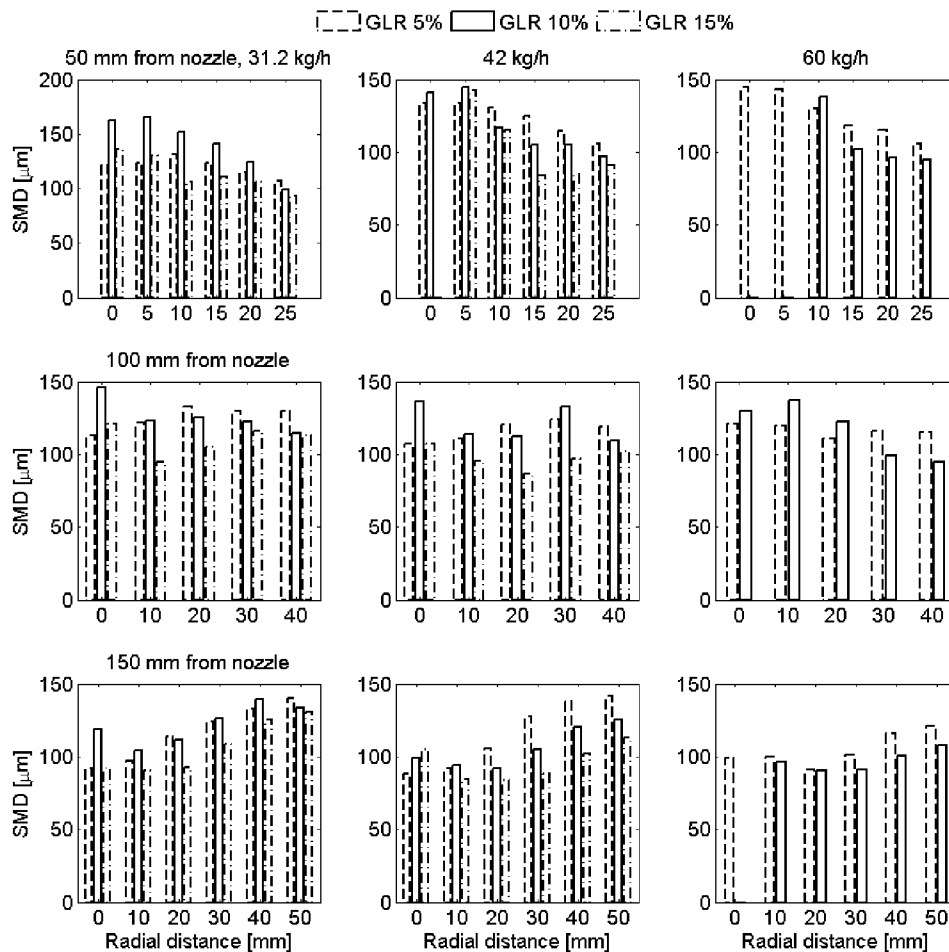 GLR 5% GLR 10% GLR 15%
50 mm from nozzle, 31.2 kg/h
42 kg/h
60 kg/h
200
150
100
50
0
SMD [μm]
0 5 10 15 20 25
150
100
50
0
0 5 10 15 20 25
150
100
50
0
0 5 10 15 20 25
100 mm from nozzle
150
100
50
0
SMD [μm]
0 10 20 30 40
150
100
50
0
0 10 20 30 40
150
100
50
0
0 10 20 30 40
150 mm from nozzle
150
100
50
0
SMD [μm]
0 10 20 30 40 50
Radial distance [mm]
150
100
50
0
0 10 20 30 40 50
Radial distance [mm]
150
100
50
0
0 10 20 30 40 50
Radial distance [mm]